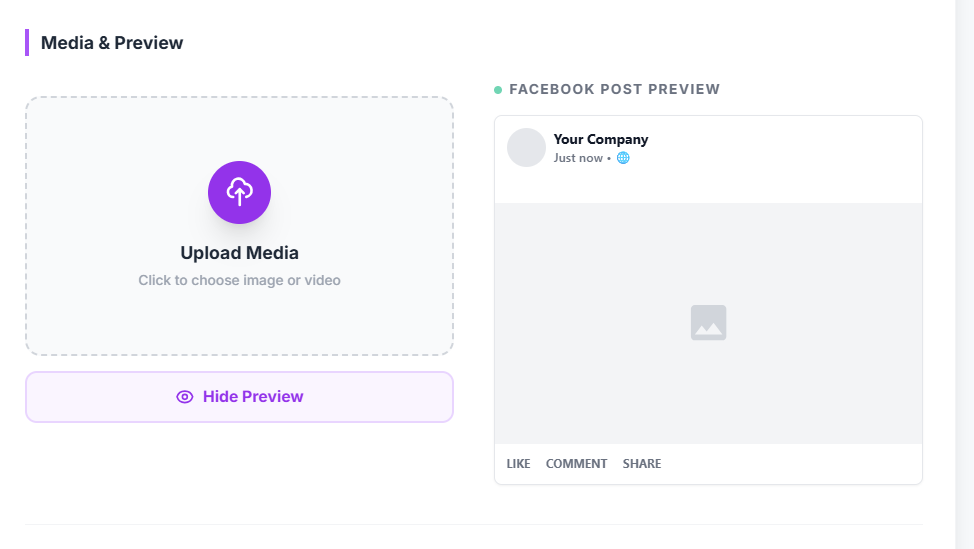 Media & Preview
Upload Media
Click to choose image or video
Hide Preview
FACEBOOK POST PREVIEW
Your Company
Just now •
LIKE COMMENT SHARE